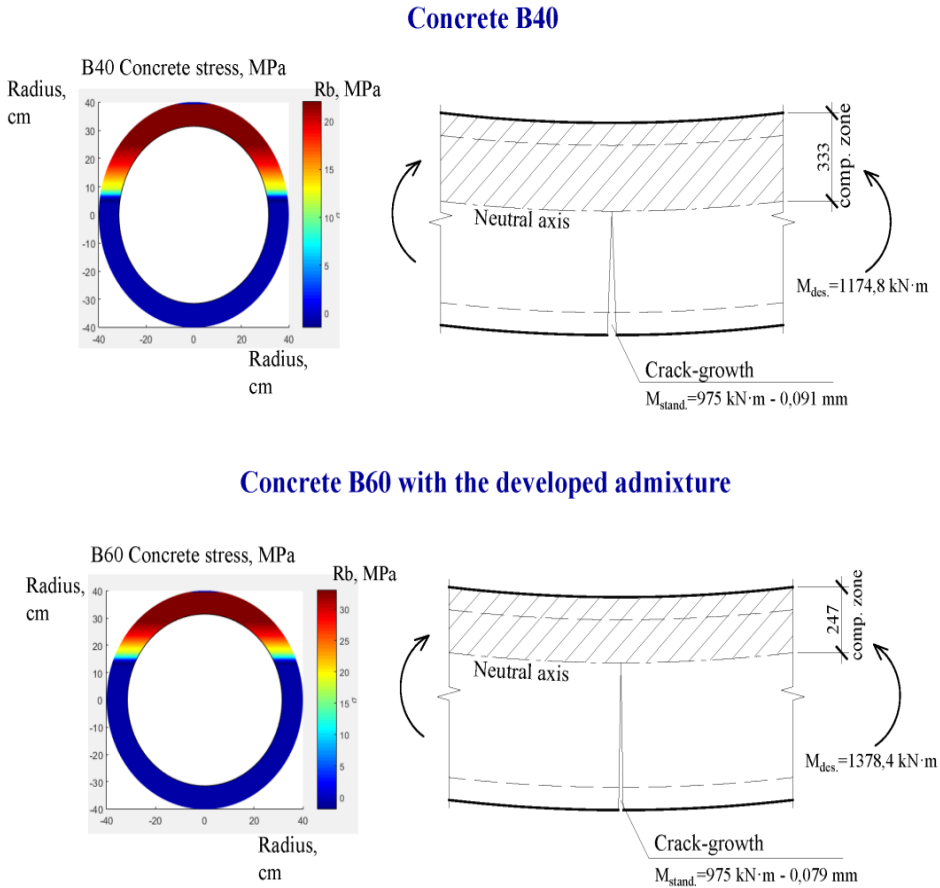 Concrete B40
B40 Concrete stress, MPa
Radius,
cm
Rb, MPa
40
30
20
10
0
-10
-20
-30
-40
-40
-20
0
20
40
20
15
10
5
0
Radius,
cm
Neutral axis
333
comp. zone
M des.=1174,8 kN·m
Crack-growth
M stand.=975 kN·m - 0,091 mm
Concrete B60 with the developed admixture
B60 Concrete stress, MPa
Radius,
cm
Rb, MPa
40
30
20
10
0
-10
-20
-30
-40
-40
-20
0
20
40
30
25
20
15
10
5
0
Radius,
cm
Neutral axis
247
comp. zone
M des.=1378,4 kN·m
Crack-growth
M stand.=975 kN·m - 0,079 mm